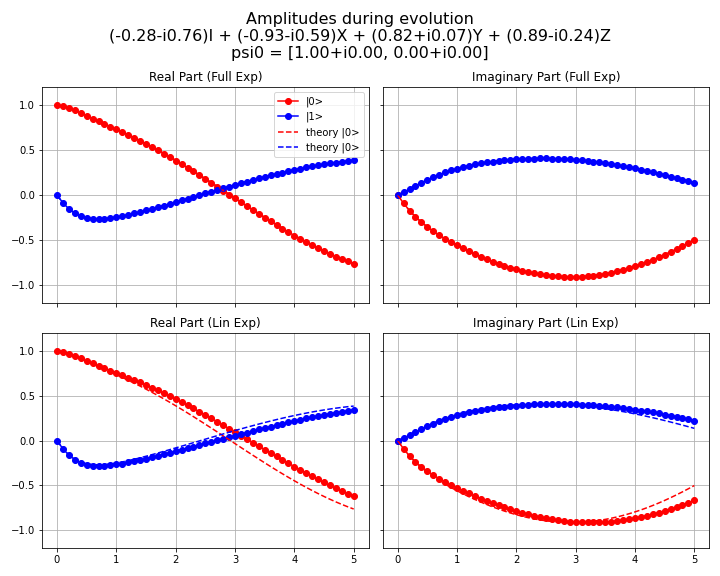 Amplitudes during evolution
(-0.28-i0.76)I + (-0.93-i0.59)X + (0.82+i0.07)Y + (0.89-i0.24)Z
psi0 = [1.00+i0.00, 0.00+i0.00]
Real Part (Full Exp)
Imaginary Part (Full Exp)
1.0
0.5
0.0
−0.5
−1.0
|0>
|1>
theory |0>
theory |0>
Real Part (Lin Exp)
Imaginary Part (Lin Exp)
1.0
0.5
0.0
−0.5
−1.0
0 1 2 3 4 5
0 1 2 3 4 5